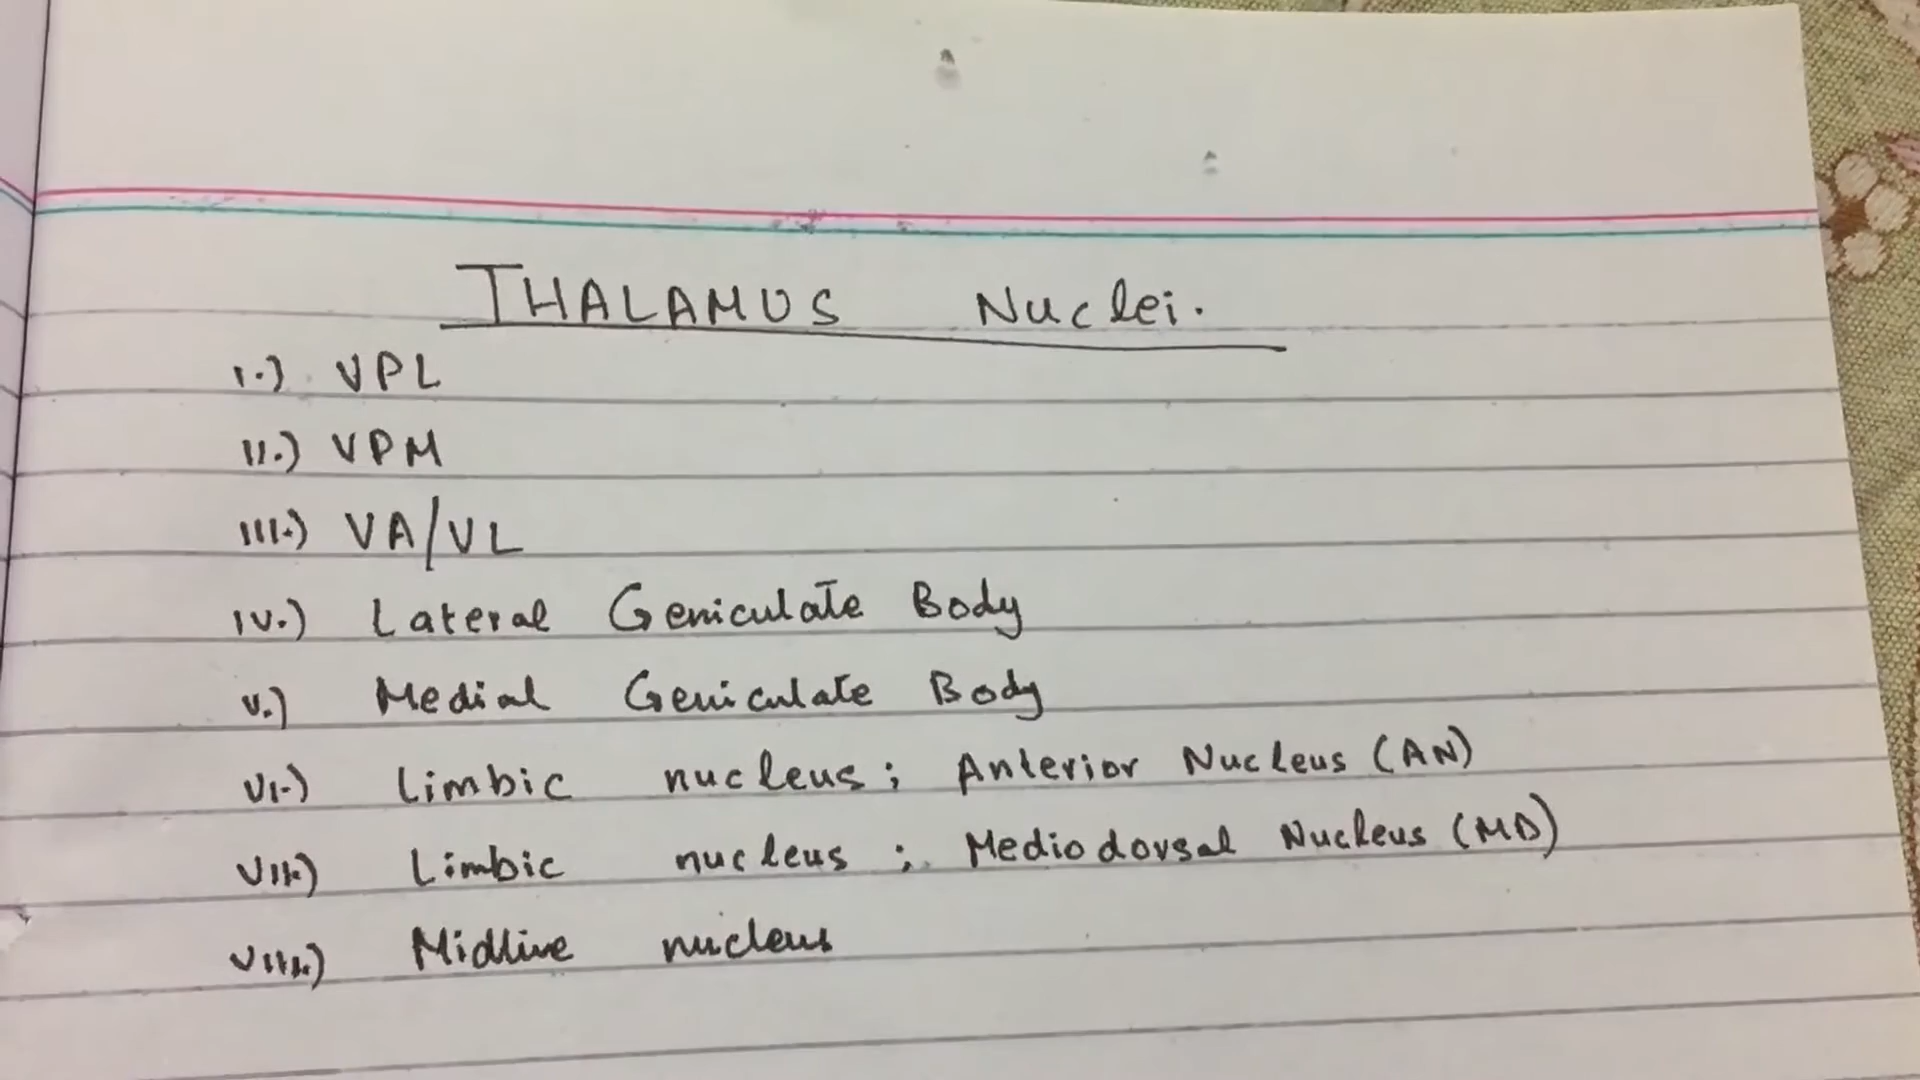 THALAMUS Nuclei.
I.) VPL
II.) VPM
III.) VA/VL
IV.) Lateral Geniculate Body
V.) Medial Geniculate Body
VI.) Limbic nucleus; Anterior Nucleus (AN)
VII.) Limbic nucleus; Mediodorsal Nucleus (MD)
VIII.) Midline nucleus